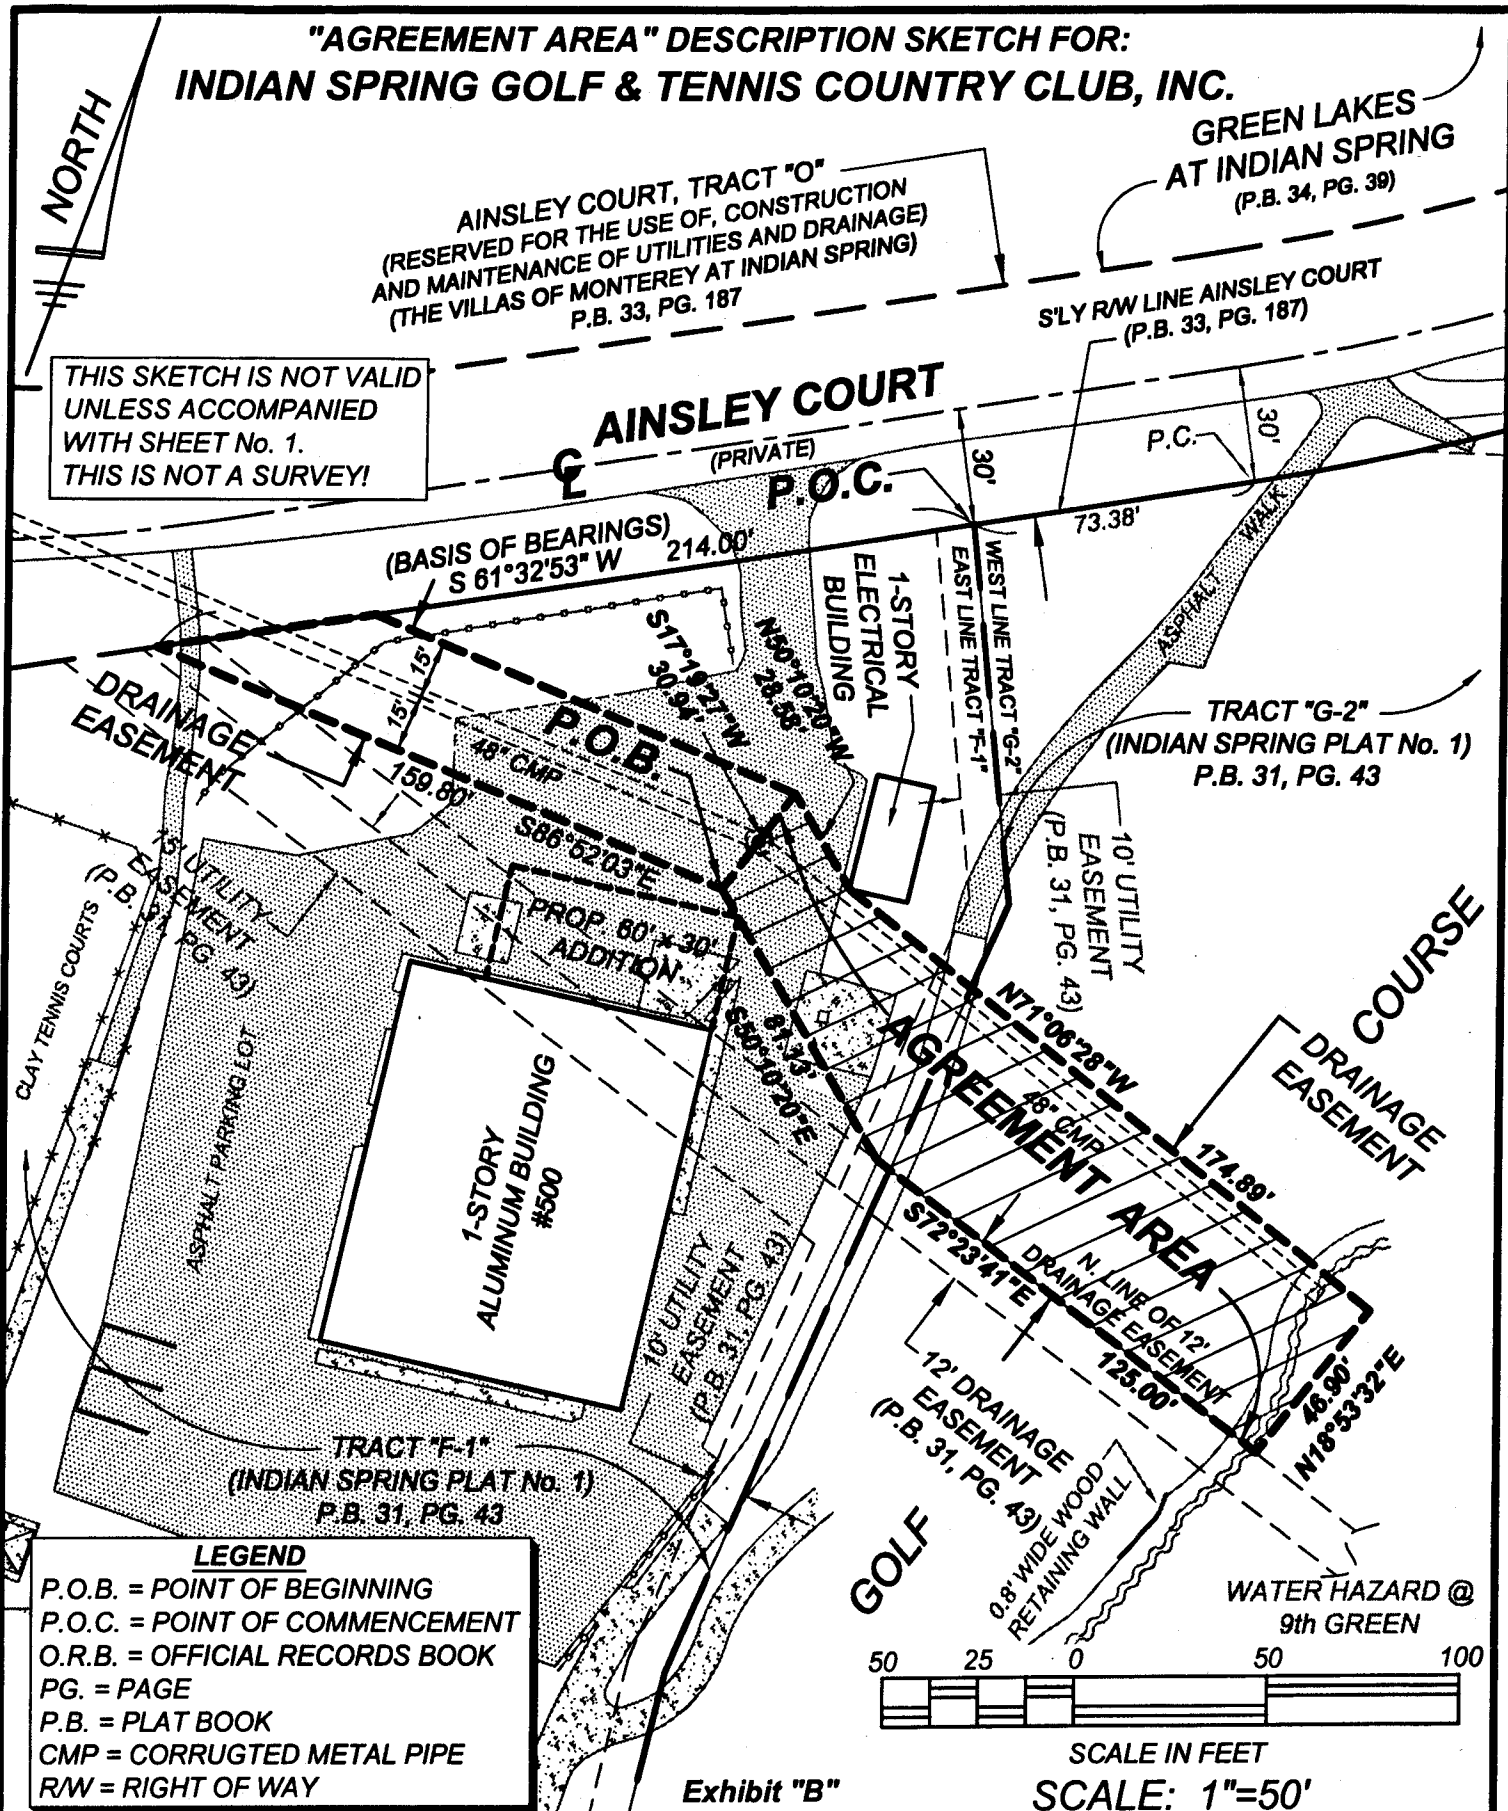 "AGREEMENT AREA" DESCRIPTION SKETCH FOR:
INDIAN SPRING GOLF & TENNIS COUNTRY CLUB, INC.
NORTH
GREEN LAKES
AT INDIAN SPRING
(P.B. 34, PG. 39)
AINSLEY COURT, TRACT "O"
(RESERVED FOR THE USE OF, CONSTRUCTION
AND MAINTENANCE OF UTILITIES AND DRAINAGE)
(THE VILLAS OF MONTEREY AT INDIAN SPRING)
P.B. 33, PG. 187
S'LY R/W LINE AINSLEY COURT
(P.B. 33, PG. 187)
THIS SKETCH IS NOT VALID
UNLESS ACCOMPANIED
WITH SHEET No. 1.
THIS IS NOT A SURVEY!
AINSLEY COURT
(PRIVATE)
CL
P.O.C.
30'
P.C.
30'
73.38'
(BASIS OF BEARINGS)
S 61°32'53" W 214.00'
ASPHALT WALK
1-STORY
ELECTRICAL
BUILDING
EAST LINE TRACT "F-1"
WEST LINE TRACT "G-2"
S17°19'27"W
30.94'
N50°10'20"W
28.58'
15'
15'
DRAINAGE
EASEMENT
P.O.B.
48" CMP
159.80'
S86°52'03"E
TRACT "G-2"
(INDIAN SPRING PLAT No. 1)
P.B. 31, PG. 43
10' UTILITY
EASEMENT
(P.B. 31, PG. 43)
15' UTILITY
EASEMENT
(P.B. 31, PG. 43)
CLAY TENNIS COURTS
PROP. 60' x 30'
ADDITION
ASPHALT PARKING LOT
81.33'
S50°10'20"E
N71°06'28"W
174.89'
COURSE
DRAINAGE
EASEMENT
AGREEMENT AREA
48" CMP
1-STORY
ALUMINUM BUILDING
#500
S72°23'41"E
125.00'
N. LINE OF 12'
DRAINAGE EASEMENT
10' UTILITY
EASEMENT
(P.B. 31, PG. 43)
12' DRAINAGE
EASEMENT
(P.B. 31, PG. 43)
46.90'
N18°53'32"E
TRACT "F-1"
(INDIAN SPRING PLAT No. 1)
P.B. 31, PG. 43
GOLF
0.8' WIDE WOOD
RETAINING WALL
WATER HAZARD @
9th GREEN
LEGEND
P.O.B. = POINT OF BEGINNING
P.O.C. = POINT OF COMMENCEMENT
O.R.B. = OFFICIAL RECORDS BOOK
PG. = PAGE
P.B. = PLAT BOOK
CMP = CORRUGTED METAL PIPE
R/W = RIGHT OF WAY
50 25 0 50 100
SCALE IN FEET
SCALE: 1"=50'
Exhibit "B"